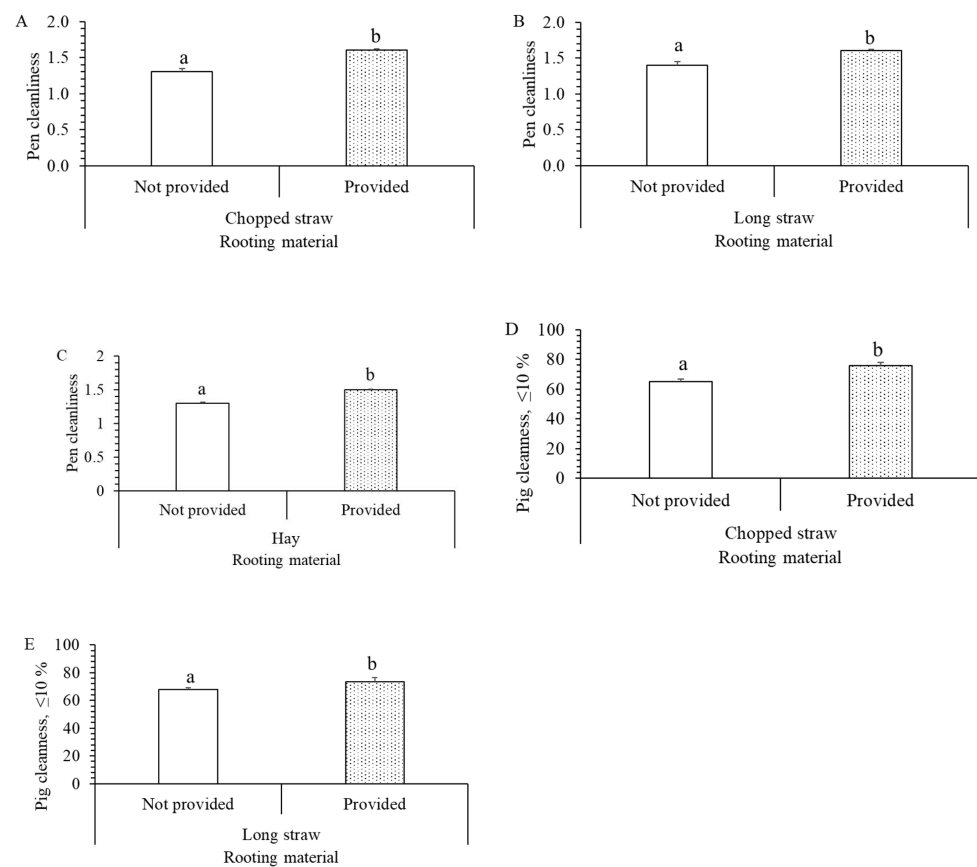 A
Pen cleanliness
2.0
1.5
1.0
0.5
0.0
a
b
Not provided
Provided
Chopped straw
Rooting material
B
Pen cleanliness
2.0
1.5
1.0
0.5
0.0
a
b
Not provided
Provided
Long straw
Rooting material
C
Pen cleanliness
2
1.5
1
0.5
0
a
b
Not provided
Provided
Hay
Rooting material
D
Pig cleanness, ≤10 %
100
80
60
40
20
0
a
b
Not provided
Provided
Chopped straw
Rooting material
E
Pig cleanness, ≤10 %
100
80
60
40
20
0
a
b
Not provided
Provided
Long straw
Rooting material